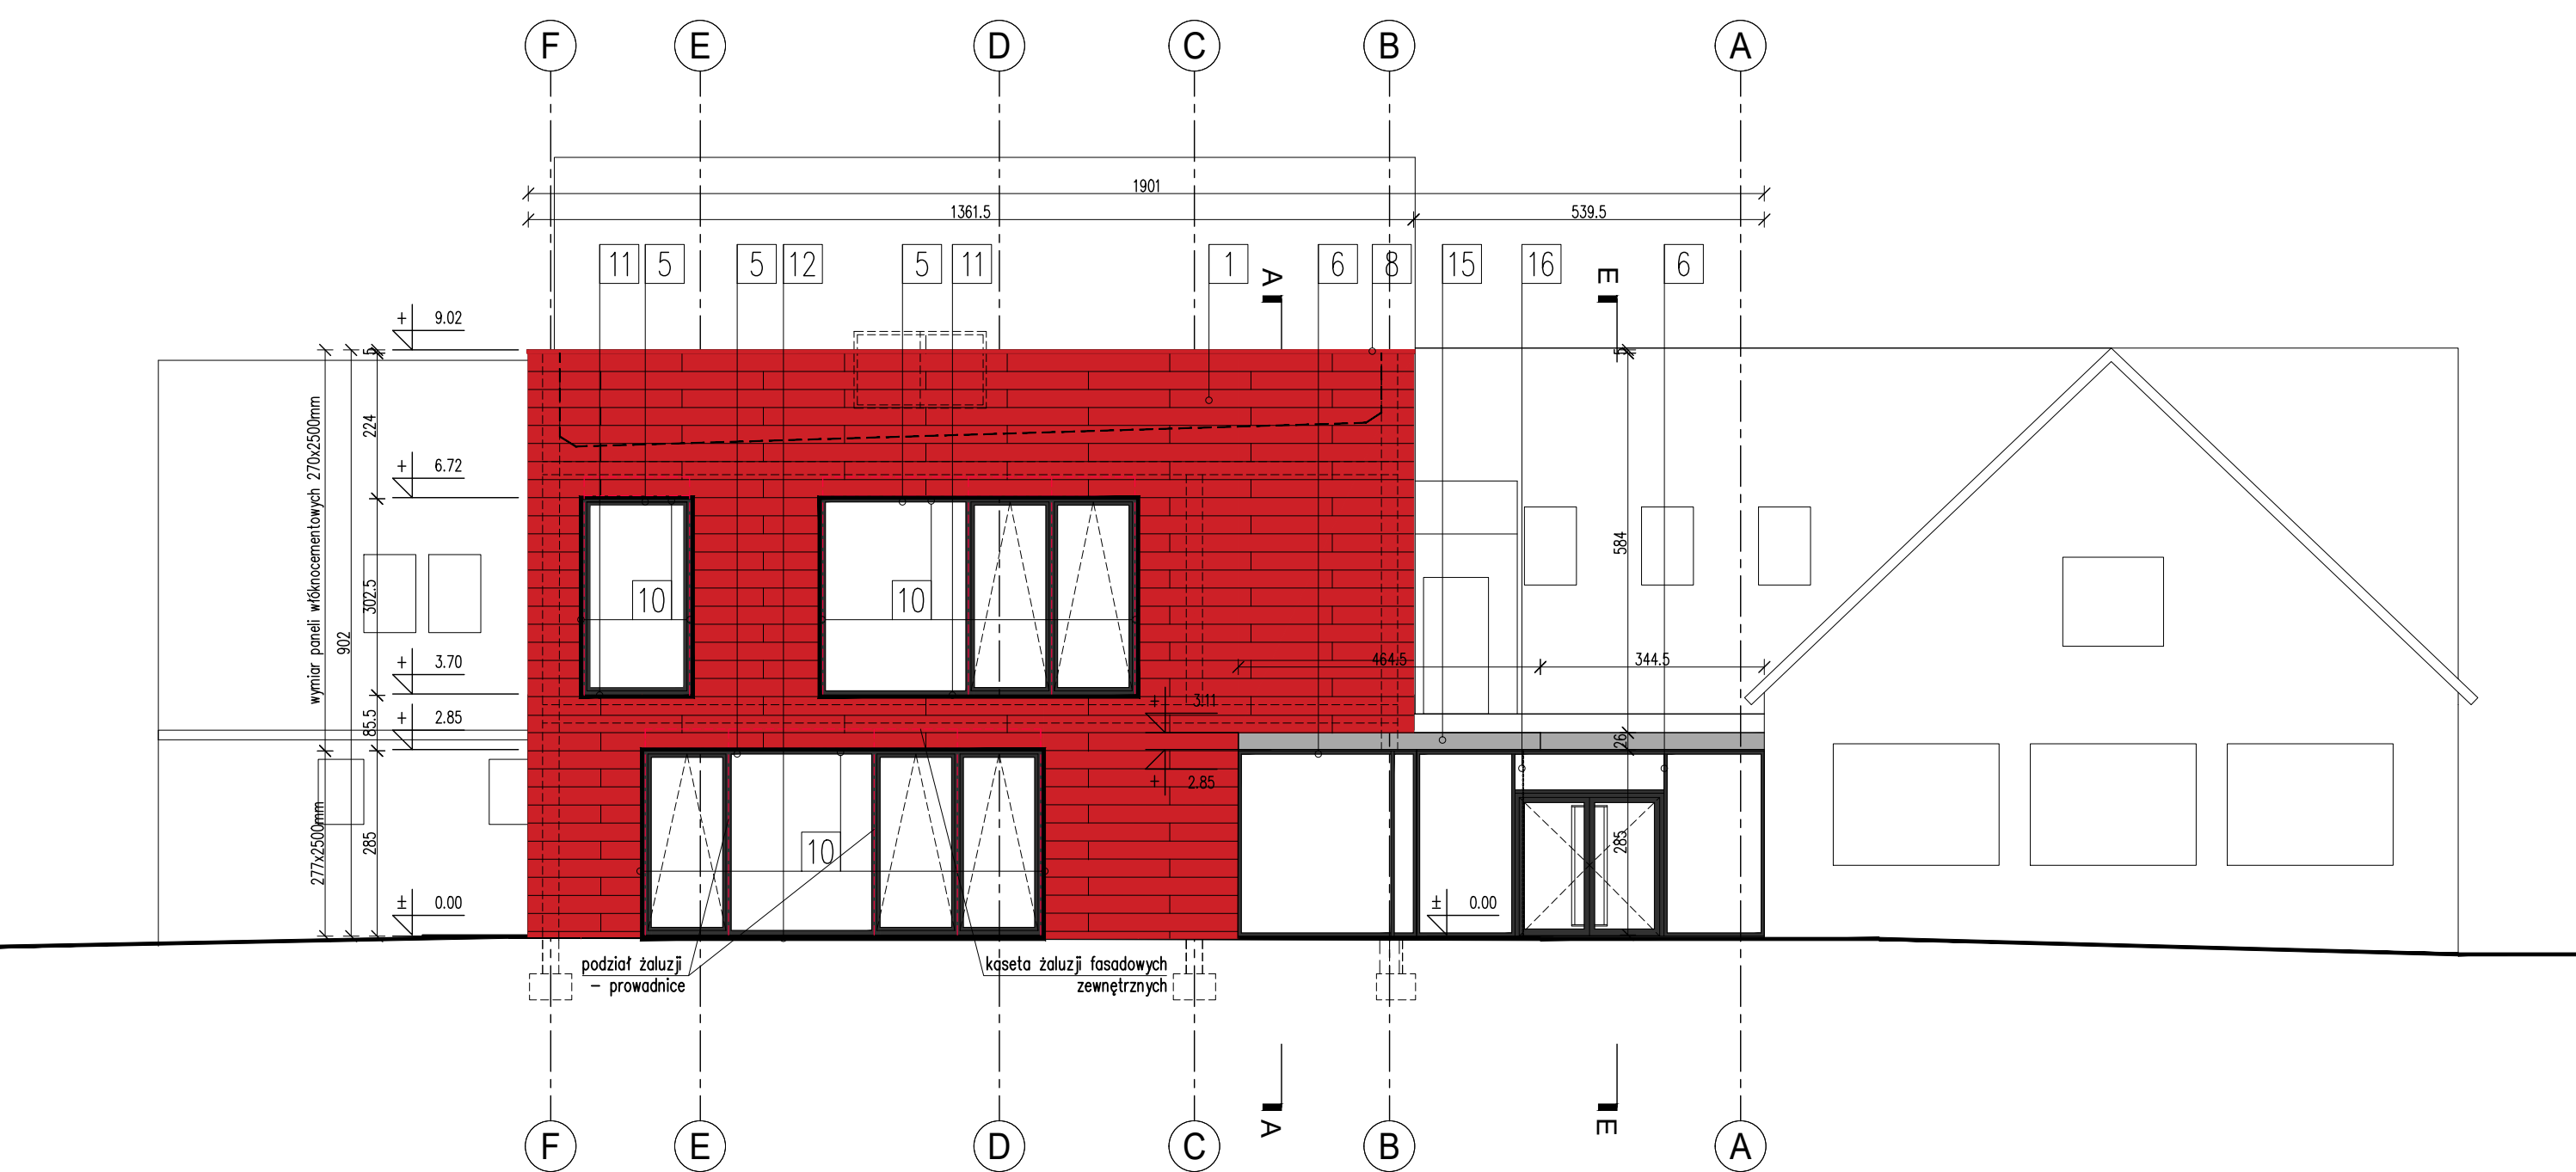 F E D C B A
1901
1361.5 539.5
11 5 5 12 5 11 1 6 8 15 16 6
A E
+ 9.02
5 5
224
+ 6.72
wymiar paneli włóknocementowych 270x2500mm
902
302.5
584
10 10
+ 3.70
464.5 344.5
+ 3.11
85.5
+ 2.85
26
+ 2.85
277x2500mm
285
10
285
± 0.00
± 0.00
podział żaluzji
– prowadnice
kaseta żaluzji fasadowych
zewnętrznych
A E
F E D C B A